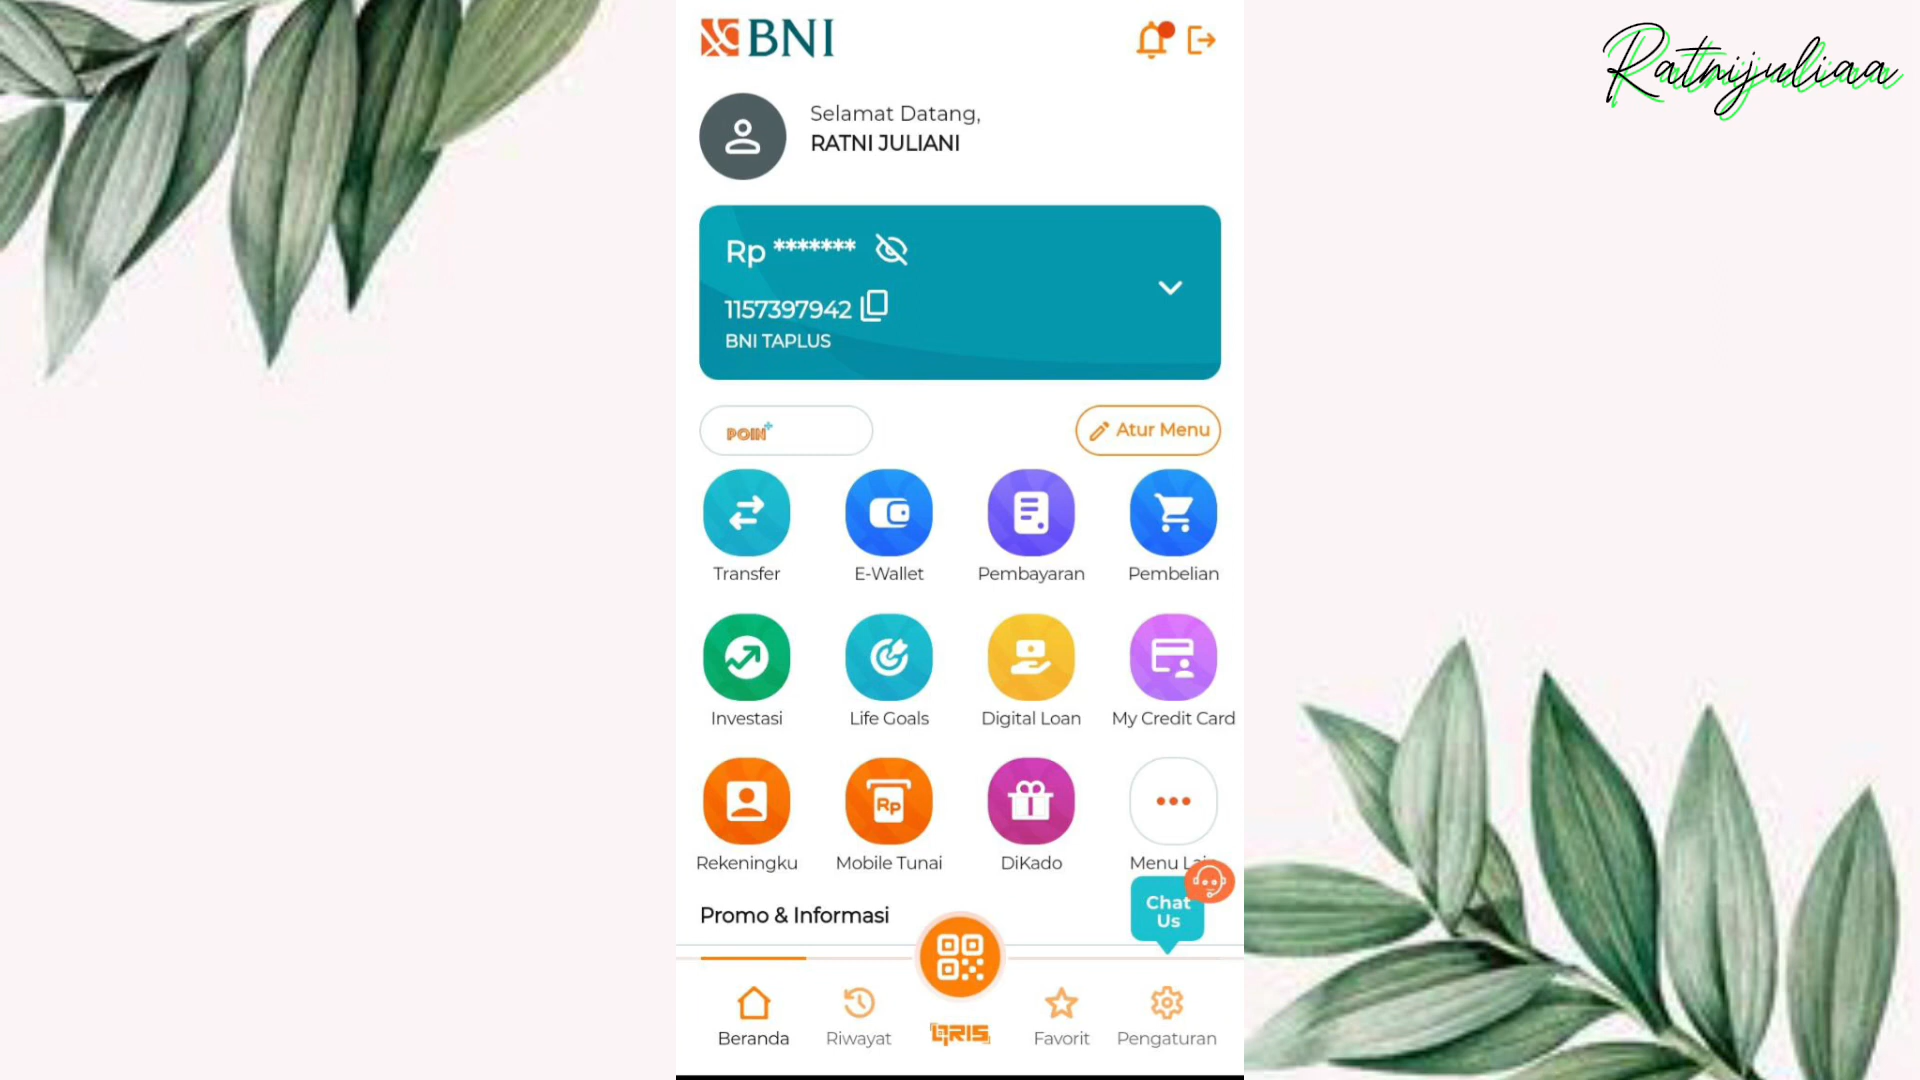 BNI
Ratnijuliaa
Selamat Datang,
RATNI JULIANI
Rp *******
1157397942
BNI TAPLUS
POIN+
Atur Menu
Transfer
E-Wallet
Pembayaran
Pembelian
Investasi
Life Goals
Digital Loan
My Credit Card
Rekeningku
Rp
Mobile Tunai
DiKado
Menu
Chat
Us
Promo & Informasi
Beranda
Riwayat
QRIS
Favorit
Pengaturan